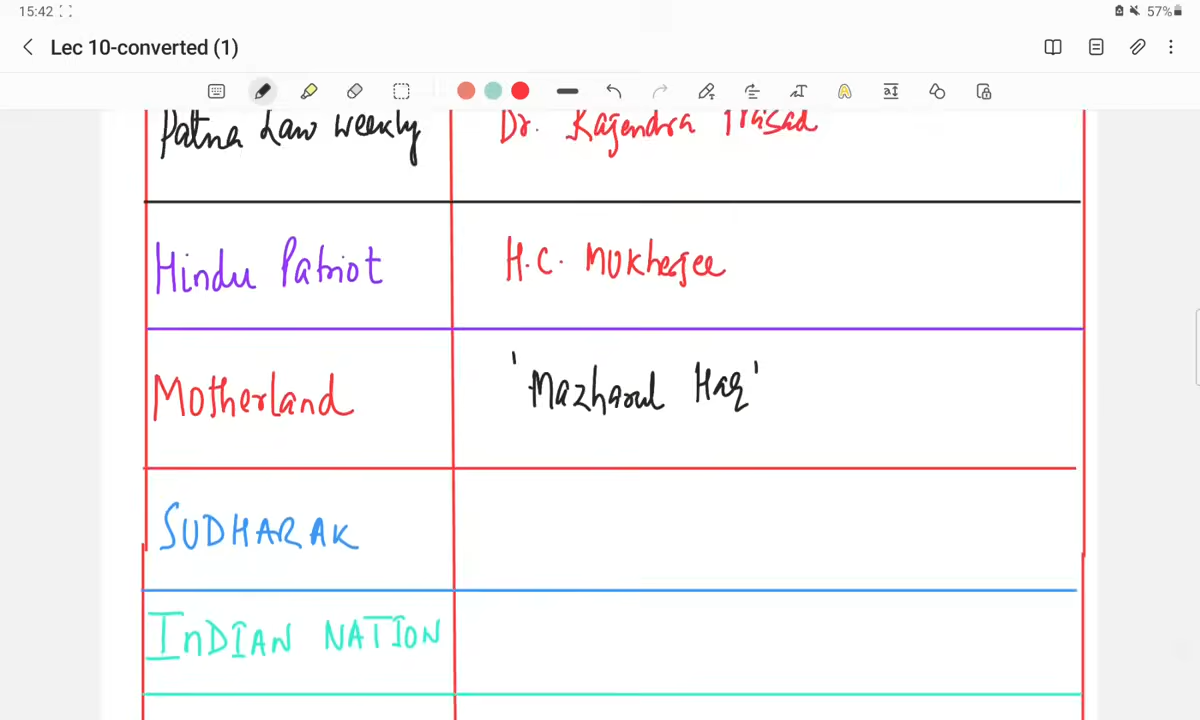 15:42 57%
Lec 10-converted (1)
Patna Law Weekly Dr. Rajendra Prasad
Hindu Patriot H.C. Mukherjee
Motherland 'Mazharul Haq'
SUDHARAK
INDIAN NATION